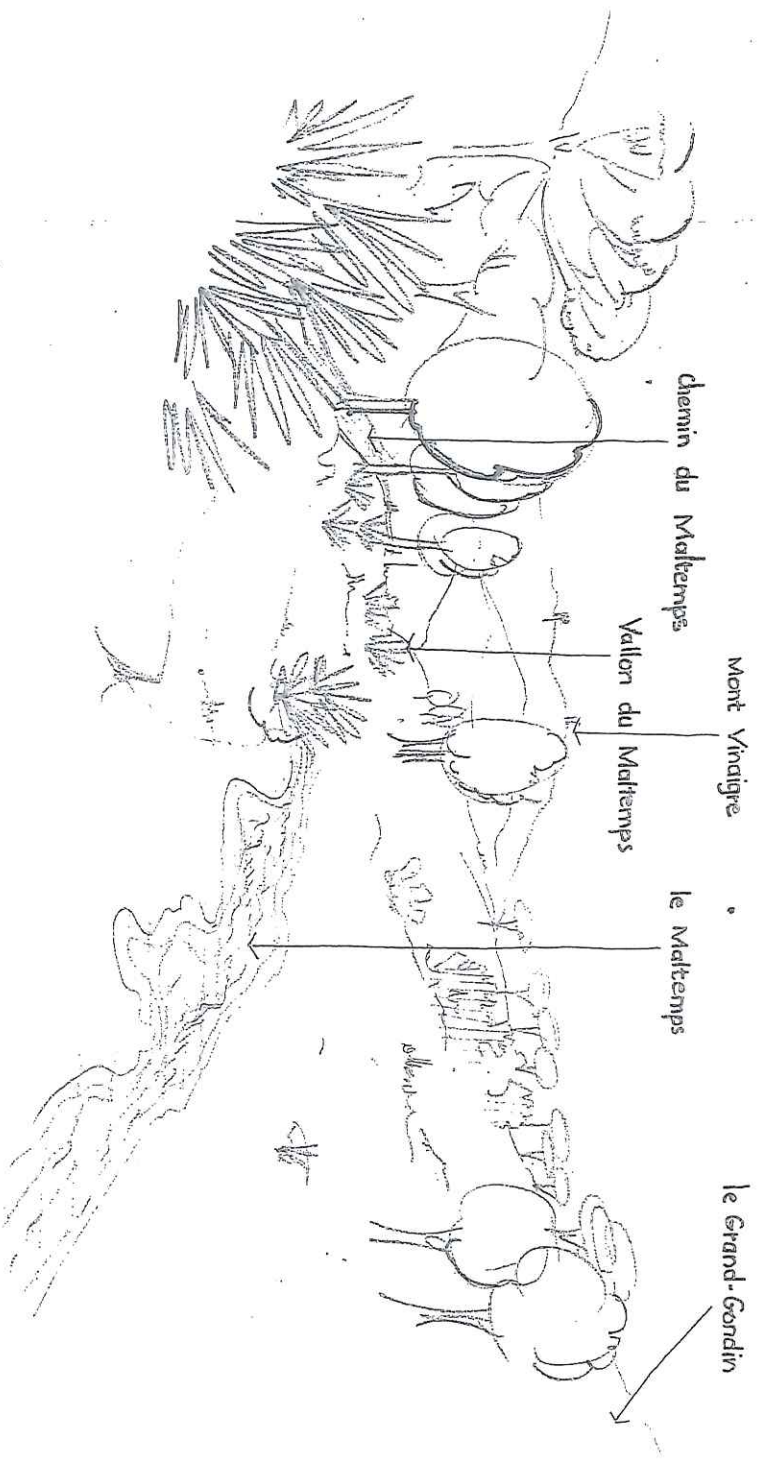 Chemin du Maltemps
Vallon du Maltemps
Mont Vinaigre
le Maltemps
le Grand-Gondin